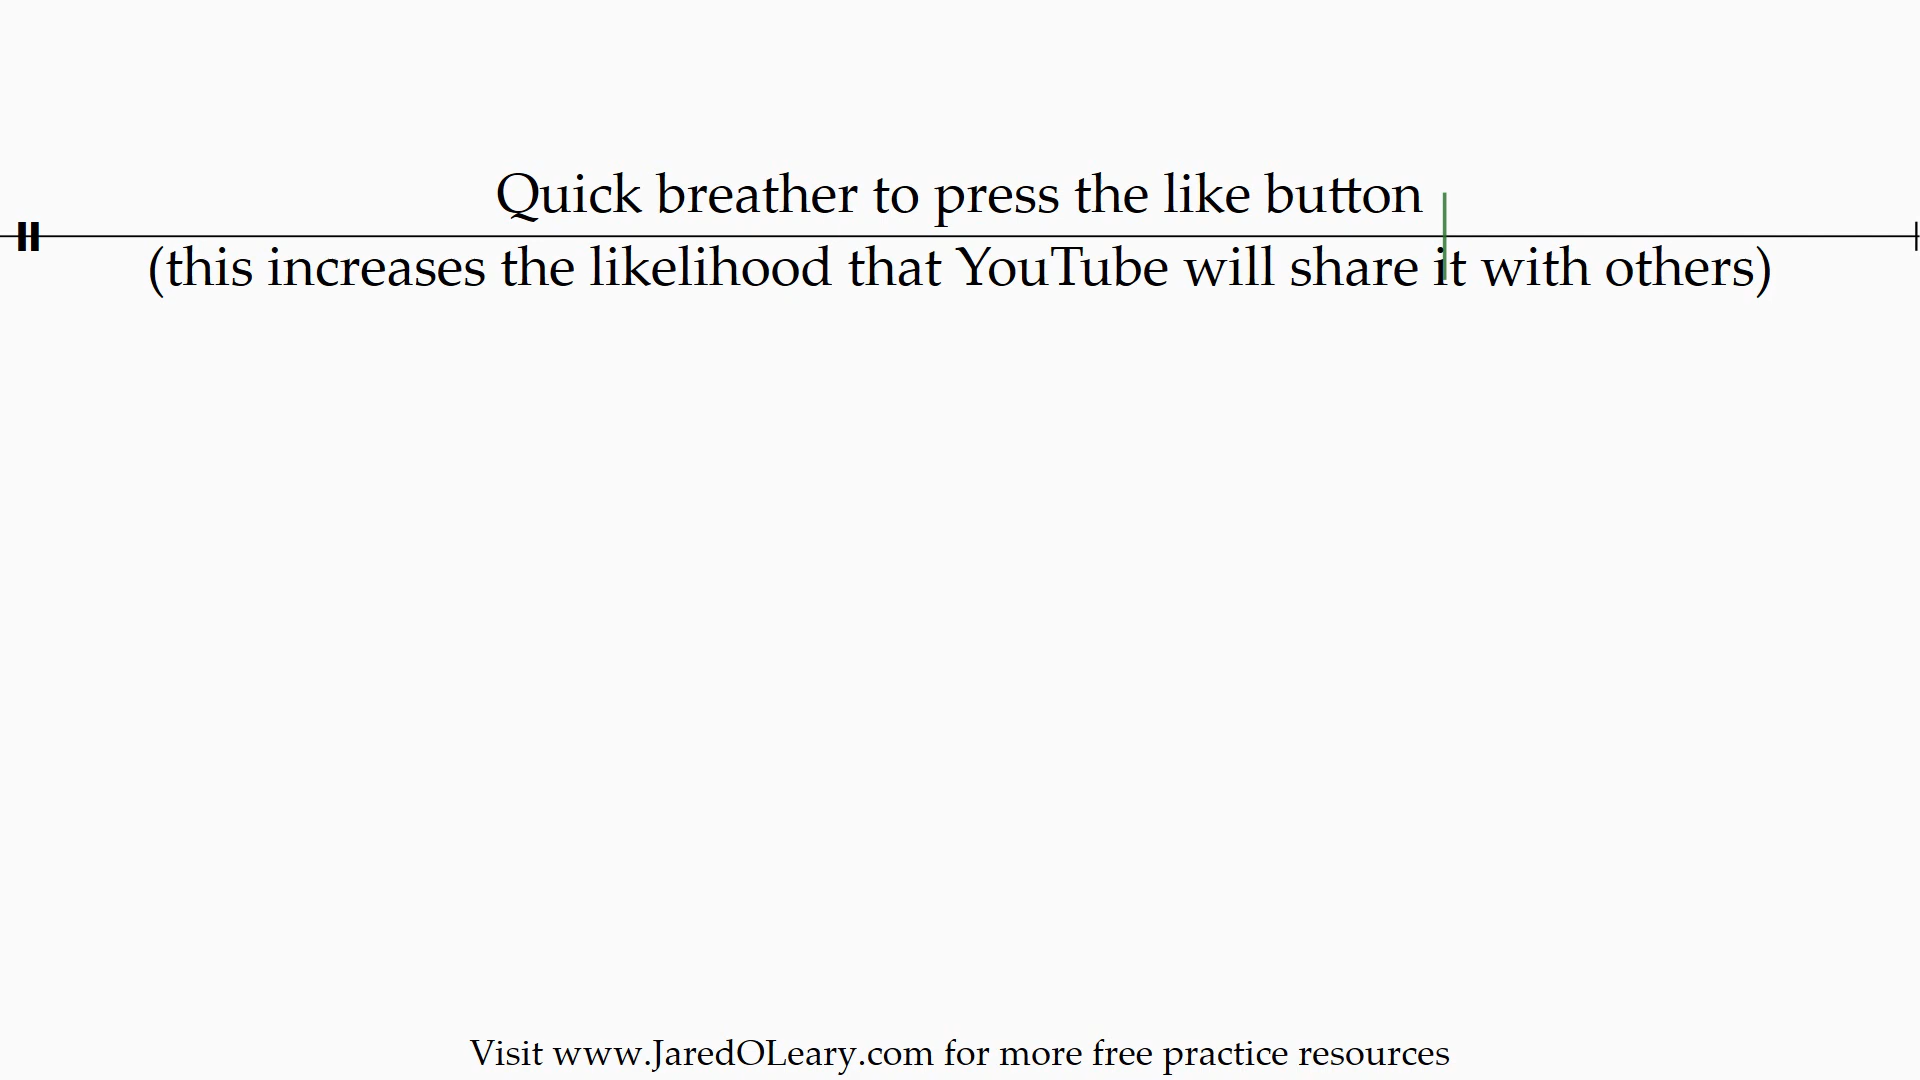 Quick breather to press the like button
(this increases the likelihood that YouTube will share it with others)
Visit www.JaredOLeary.com for more free practice resources